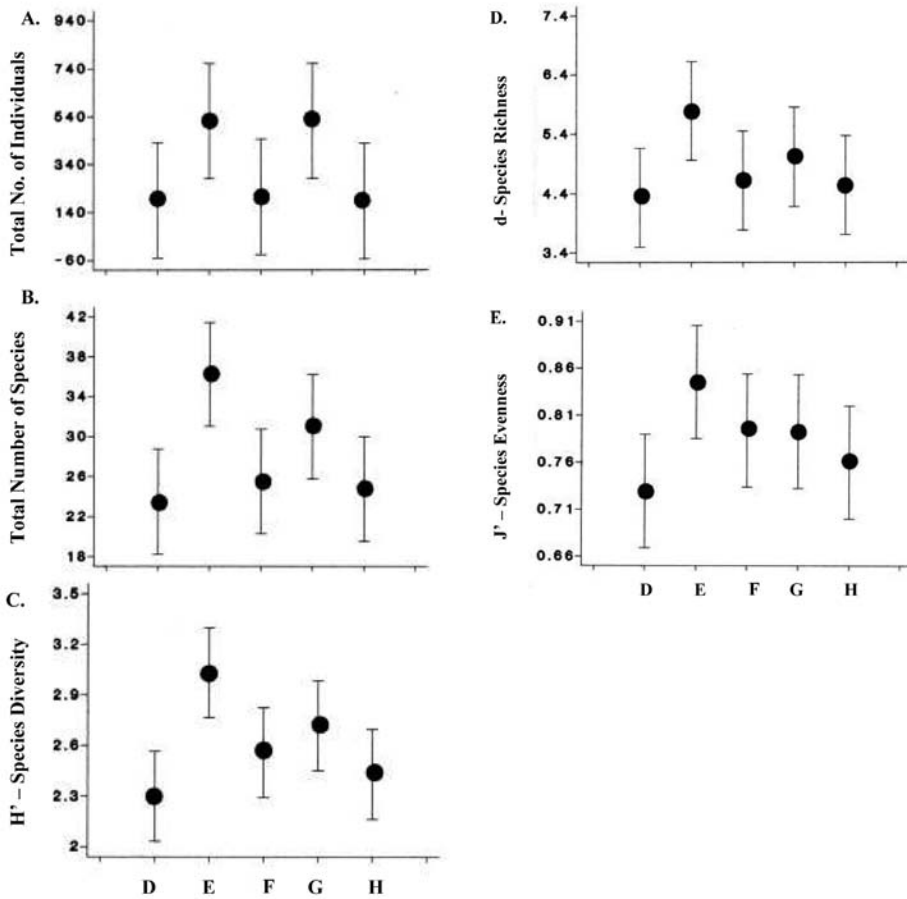 A.
Total No. of Individuals
940
740
540
340
140
-60
B.
Total Number of Species
42
38
34
30
26
22
18
C.
H’ – Species Diversity
3.5
3.2
2.9
2.6
2.3
2
D E F G H
D.
d- Species Richness
7.4
6.4
5.4
4.4
3.4
E.
J’ – Species Evenness
0.91
0.86
0.81
0.76
0.71
0.66
D E F G H